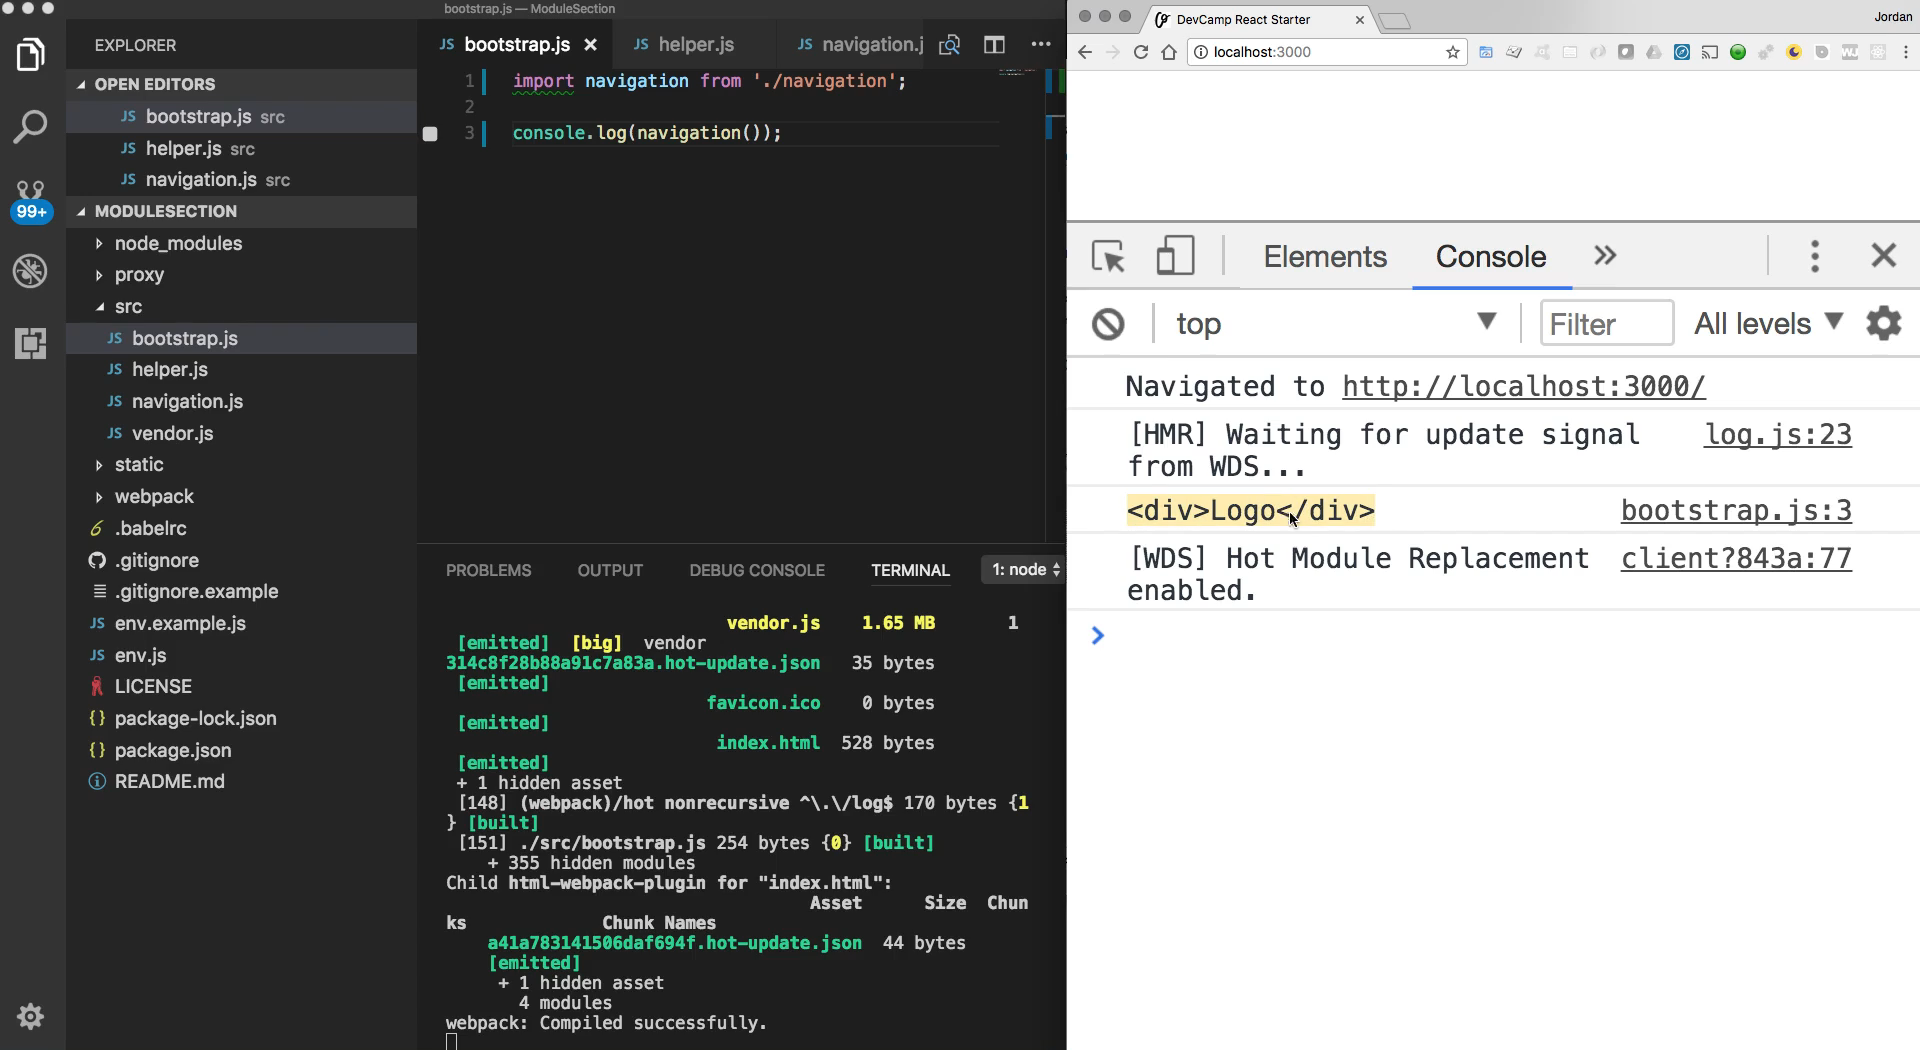 bootstrap.js — ModuleSection
EXPLORER
OPEN EDITORS
JS bootstrap.js src
JS helper.js src
JS navigation.js src
99+
MODULESECTION
node_modules
proxy
src
JS bootstrap.js
JS helper.js
JS navigation.js
JS vendor.js
static
webpack
6 .babelrc
.gitignore
.gitignore.example
JS env.example.js
JS env.js
LICENSE
{} package-lock.json
{} package.json
README.md
JS bootstrap.js × JS helper.js JS navigation.j
1 import navigation from './navigation';
2
3 console.log(navigation());
PROBLEMS OUTPUT DEBUG CONSOLE TERMINAL 1: node
vendor.js 1.65 MB 1
[emitted] [big] vendor
314c8f28b88a91c7a83a.hot-update.json 35 bytes
[emitted]
favicon.ico 0 bytes
[emitted]
index.html 528 bytes
[emitted]
+ 1 hidden asset
[148] (webpack)/hot nonrecursive ^\.\/log$ 170 bytes {1
} [built]
[151] ./src/bootstrap.js 254 bytes {0} [built]
+ 355 hidden modules
Child html-webpack-plugin for "index.html":
Asset Size Chun
ks Chunk Names
a41a783141506daf694f.hot-update.json 44 bytes
[emitted]
+ 1 hidden asset
4 modules
webpack: Compiled successfully.
DevCamp React Starter × Jordan
localhost:3000
Elements Console »
top Filter All levels
Navigated to http://localhost:3000/
[HMR] Waiting for update signal log.js:23
from WDS...
<div>Logo</div> bootstrap.js:3
[WDS] Hot Module Replacement client?843a:77
enabled.